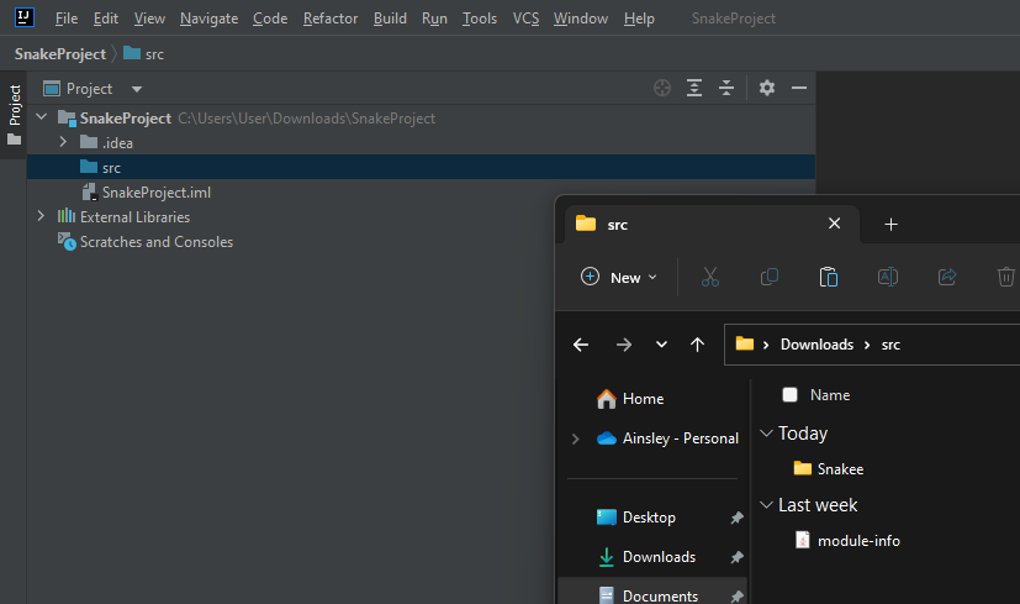 IJ File Edit View Navigate Code Refactor Build Run Tools VCS Window Help SnakeProject
SnakeProject src
Project
Project
SnakeProject C:\Users\User\Downloads\SnakeProject
.idea
src
SnakeProject.iml
External Libraries
Scratches and Consoles
src
New
Downloads › src
Home
Ainsley - Personal
Desktop
Downloads
Documents
Name
Today
Snakee
Last week
module-info